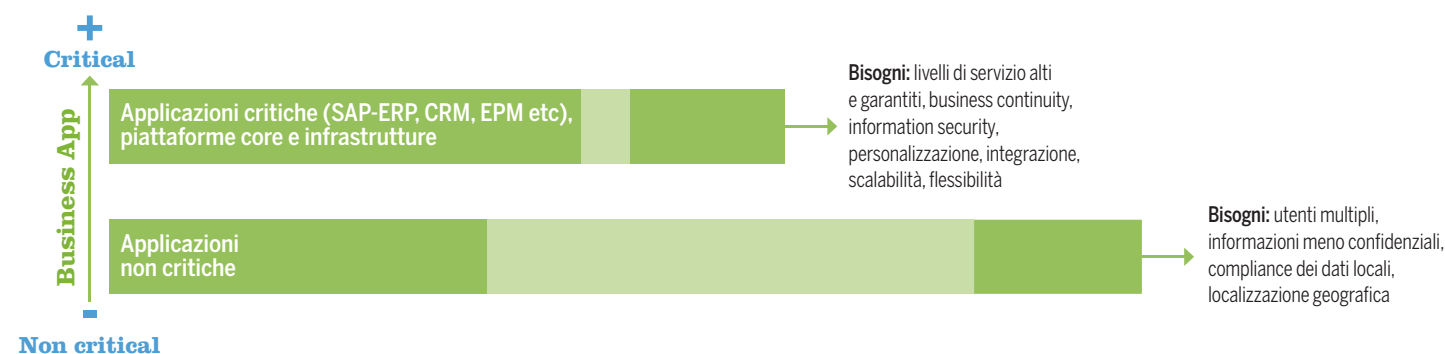 +
Critical
Business App
Applicazioni critiche (SAP-ERP, CRM, EPM etc),
piattaforme core e infrastrutture
Bisogni: livelli di servizio alti
e garantiti, business continuity,
information security,
personalizzazione, integrazione,
scalabilità, flessibilità
Applicazioni
non critiche
Bisogni: utenti multipli,
informazioni meno confidenziali,
compliance dei dati locali,
localizzazione geografica
-
Non critical